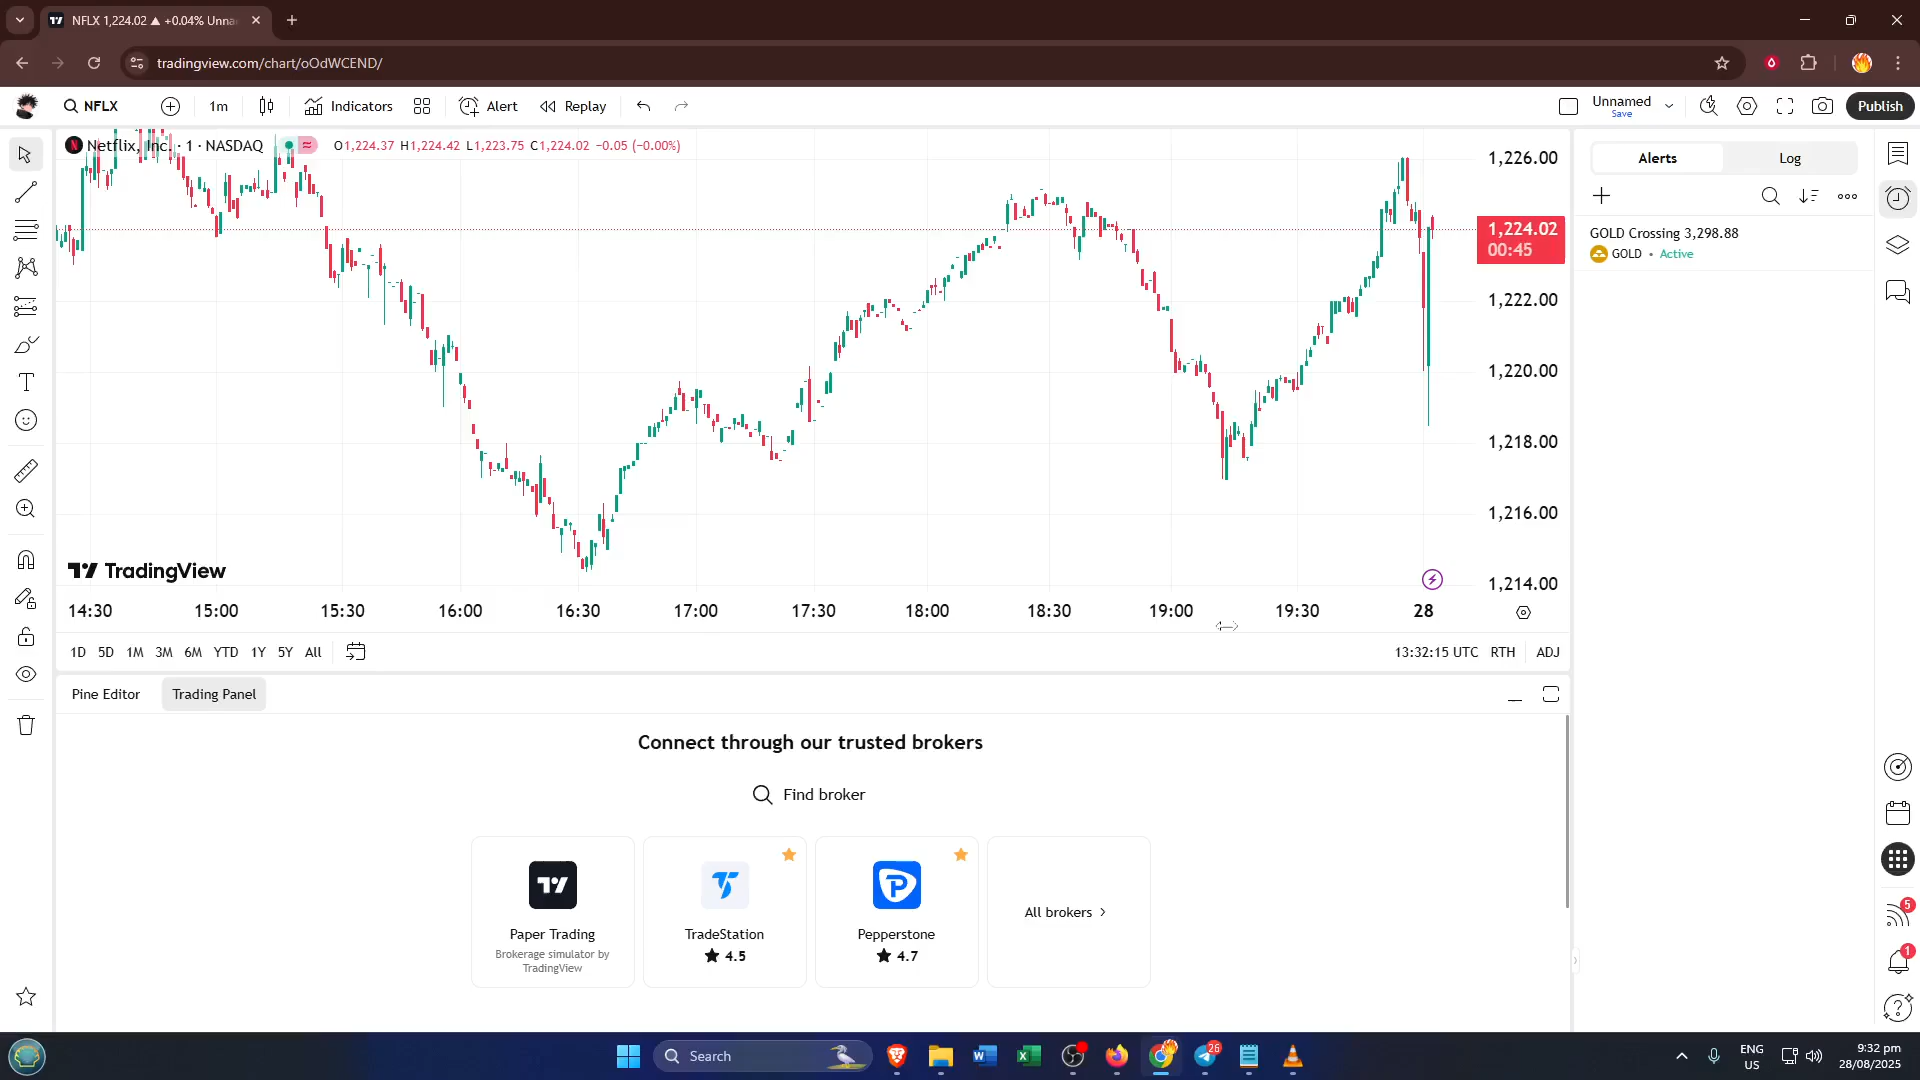 NFLX 1,224.02 ▲ +0.04% Unna
tradingview.com/chart/oOdWCEND/
NFLX
1m
Indicators
Alert
Replay
Unnamed
Save
Publish
Netflix, Inc. · 1 · NASDAQ
O1,224.37 H1,224.42 L1,223.75 C1,224.02 −0.05 (−0.00%)
1,226.00
1,224.02
00:45
1,222.00
1,220.00
1,218.00
1,216.00
1,214.00
TradingView
14:30 15:00 15:30 16:00 16:30 17:00 17:30 18:00 18:30 19:00 19:30 28
1D 5D 1M 3M 6M YTD 1Y 5Y All
13:32:15 UTC RTH ADJ
Alerts
Log
GOLD Crossing 3,298.88
GOLD • Active
Pine Editor
Trading Panel
Connect through our trusted brokers
Find broker
Paper Trading
Brokerage simulator by
TradingView
TradeStation
4.5
Pepperstone
4.7
All brokers
5
1
Search
26
ENG
US
9:32 pm
28/08/2025